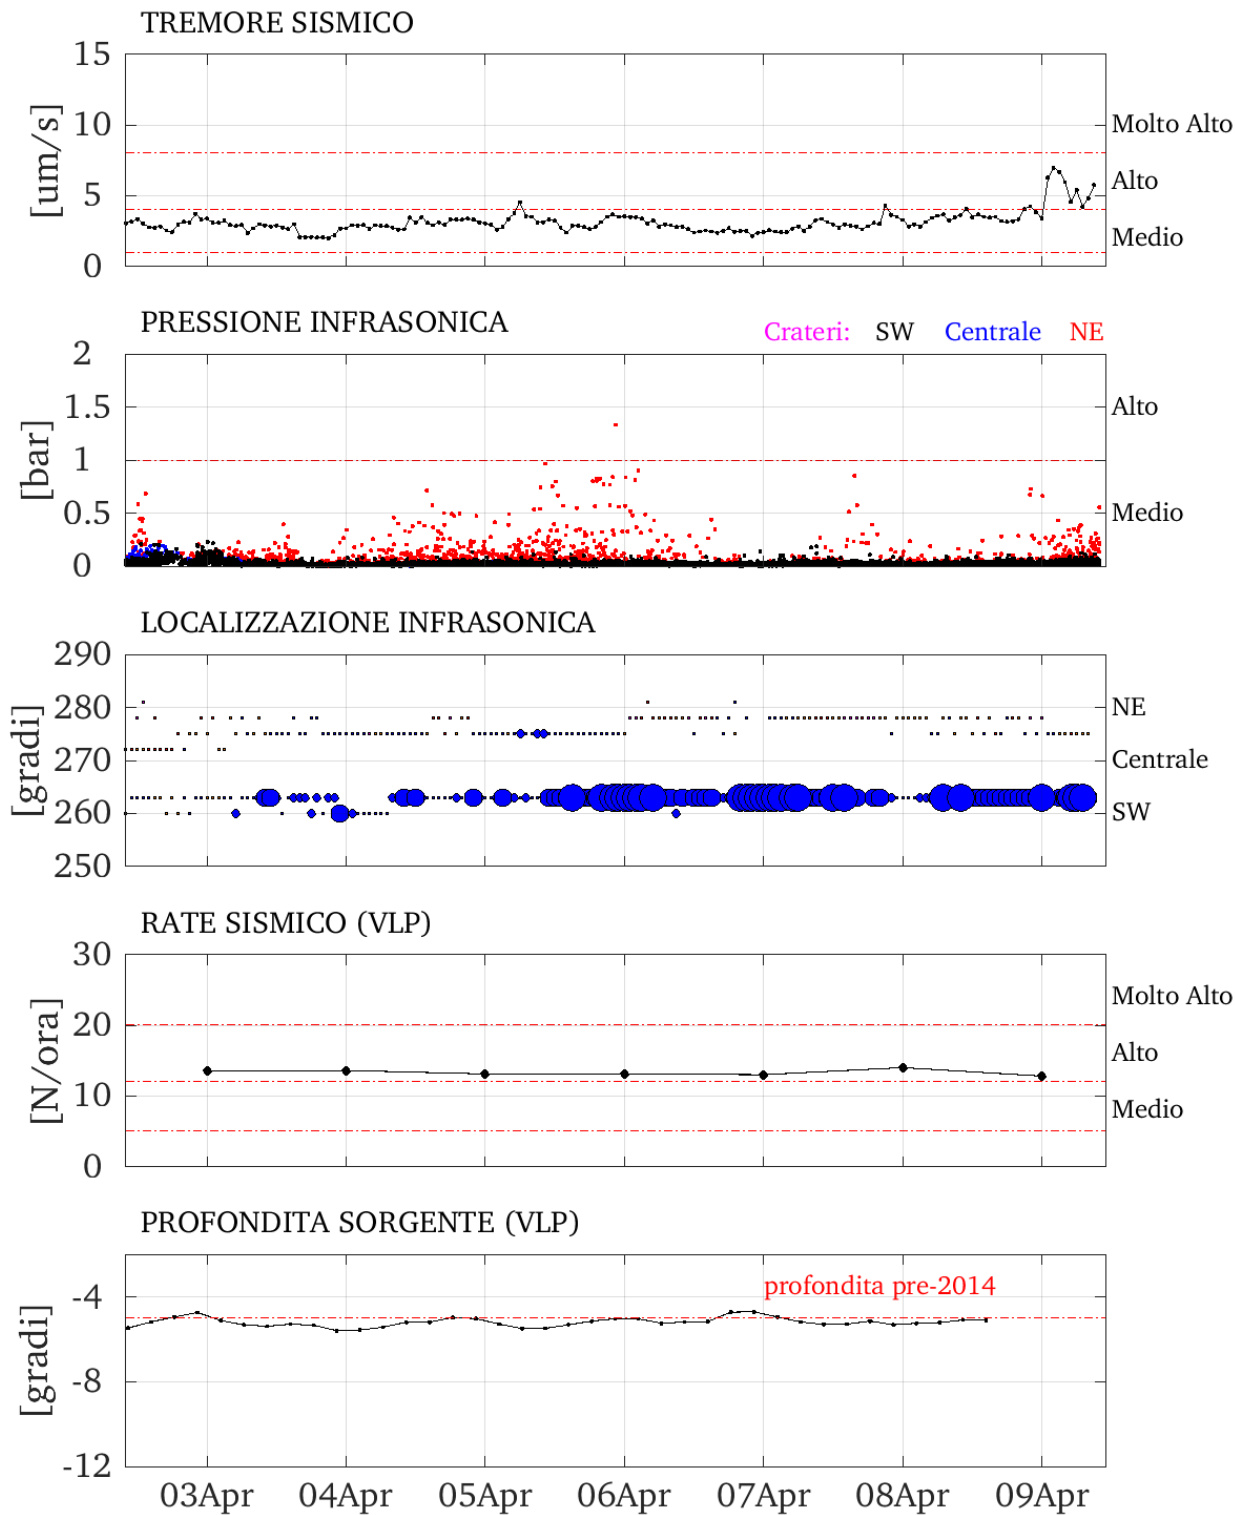 TREMORE SISMICO
15
10
5
0
[um/s]
Molto Alto
Alto
Medio
PRESSIONE INFRASONICA
Crateri: SW Centrale NE
2
1.5
1
0.5
0
[bar]
Alto
Medio
LOCALIZZAZIONE INFRASONICA
290
280
270
260
250
[gradi]
NE
Centrale
SW
RATE SISMICO (VLP)
30
20
10
0
[N/ora]
Molto Alto
Alto
Medio
PROFONDITA SORGENTE (VLP)
profondita pre-2014
-4
-8
-12
[gradi]
03Apr 04Apr 05Apr 06Apr 07Apr 08Apr 09Apr